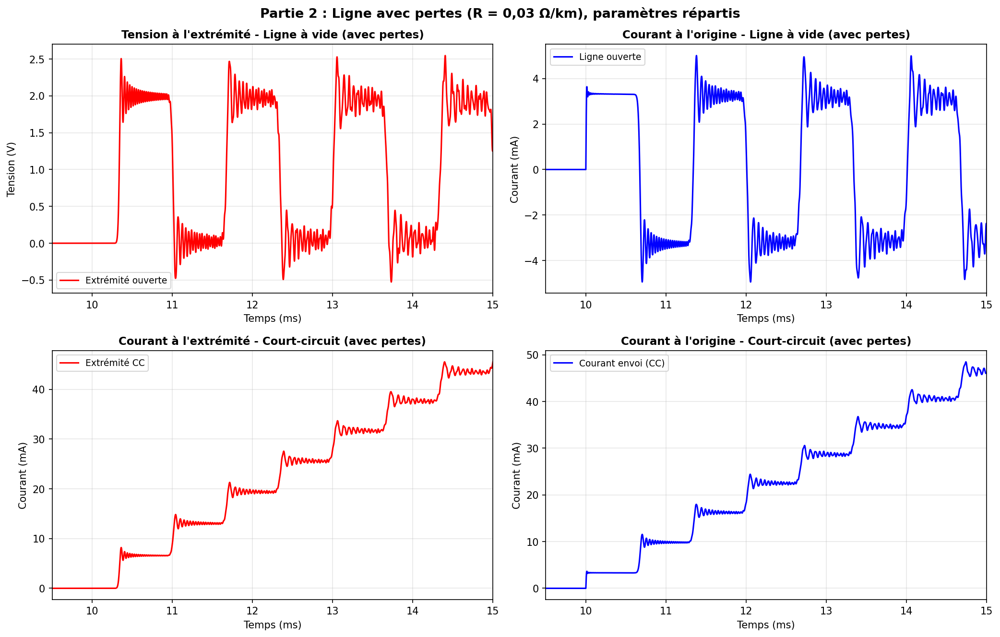 Partie 2 : Ligne avec pertes (R = 0,03 Ω/km), paramètres répartis
Tension à l'extrémité - Ligne à vide (avec pertes)
Tension (V)
2.5
2.0
1.5
1.0
0.5
0.0
−0.5
Extrémité ouverte
10 11 12 13 14 15
Temps (ms)
Courant à l'origine - Ligne à vide (avec pertes)
Courant (mA)
4
2
0
−2
−4
Ligne ouverte
10 11 12 13 14 15
Temps (ms)
Courant à l'extrémité - Court-circuit (avec pertes)
Courant (mA)
40
30
20
10
0
Extrémité CC
10 11 12 13 14 15
Temps (ms)
Courant à l'origine - Court-circuit (avec pertes)
Courant (mA)
50
40
30
20
10
0
Courant envoi (CC)
10 11 12 13 14 15
Temps (ms)